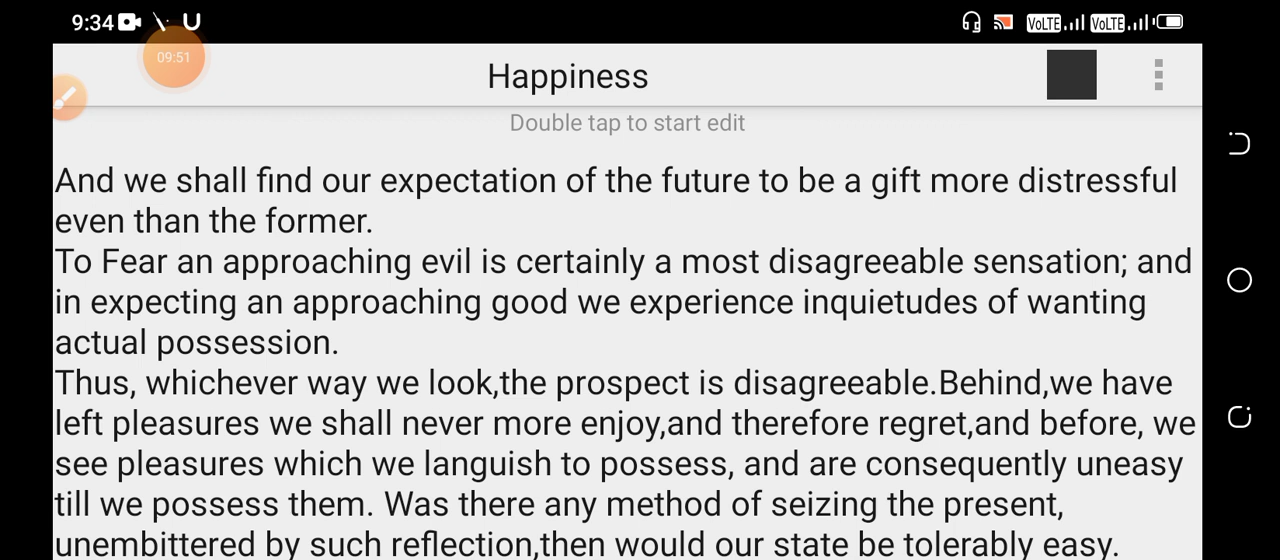 9:34
VoLTE VoLTE
09:51
Happiness
Double tap to start edit
And we shall find our expectation of the future to be a gift more distressful
even than the former.
To Fear an approaching evil is certainly a most disagreeable sensation; and
in expecting an approaching good we experience inquietudes of wanting
actual possession.
Thus, whichever way we look,the prospect is disagreeable.Behind,we have
left pleasures we shall never more enjoy,and therefore regret,and before, we
see pleasures which we languish to possess, and are consequently uneasy
till we possess them. Was there any method of seizing the present,
unembittered by such reflection,then would our state be tolerably easy.